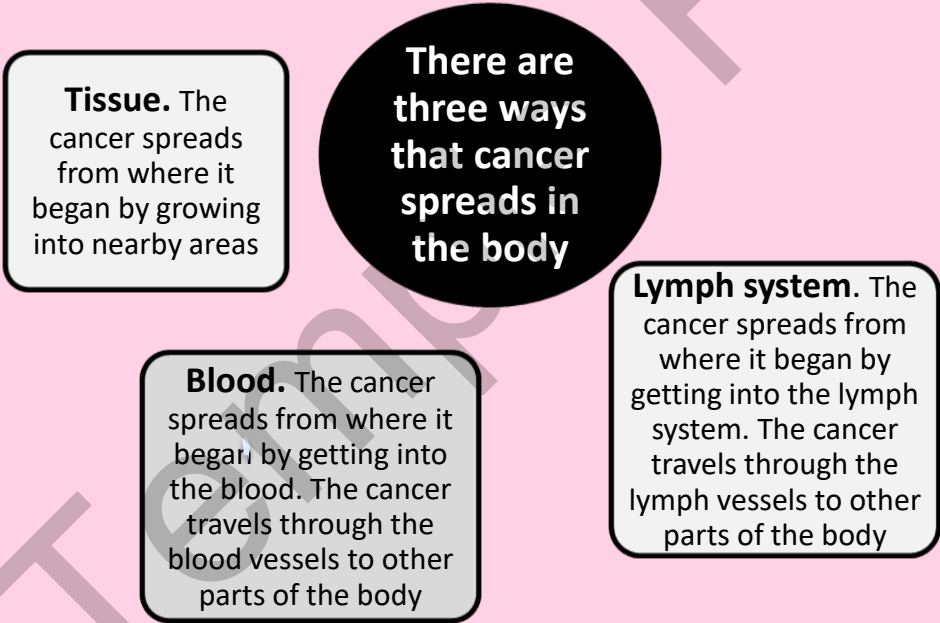 There are
three ways
that cancer
spreads in
the body
Tissue. The
cancer spreads
from where it
began by growing
into nearby areas
Lymph system. The
cancer spreads from
where it began by
getting into the lymph
system. The cancer
travels through the
lymph vessels to other
parts of the body
Blood. The cancer
spreads from where it
began by getting into
the blood. The cancer
travels through the
blood vessels to other
parts of the body